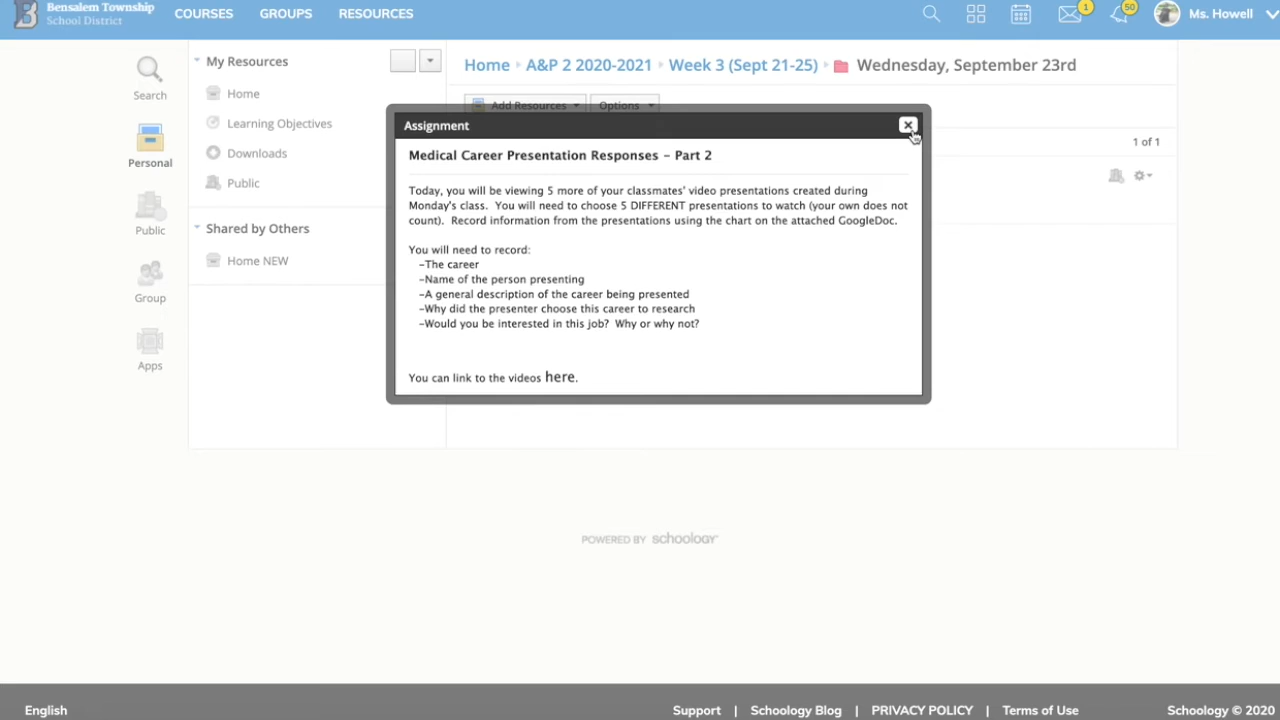 Bensalem Township
School District
COURSES
GROUPS
RESOURCES
1
50
Ms. Howell
Search
Personal
Public
Group
Apps
My Resources
Home
Learning Objectives
Downloads
Public
Shared by Others
Home NEW
Home
A&P 2 2020-2021
Week 3 (Sept 21-25)
Wednesday, September 23rd
Add Resources
Options
1 of 1
Assignment
Medical Career Presentation Responses - Part 2
Today, you will be viewing 5 more of your classmates' video presentations created during
Monday's class. You will need to choose 5 DIFFERENT presentations to watch (your own does not
count). Record information from the presentations using the chart on the attached GoogleDoc.
You will need to record:
-The career
-Name of the person presenting
-A general description of the career being presented
-Why did the presenter choose this career to research
-Would you be interested in this job? Why or why not?
You can link to the videos here.
POWERED BY schoology
English
Support | Schoology Blog | PRIVACY POLICY | Terms of Use
Schoology © 2020